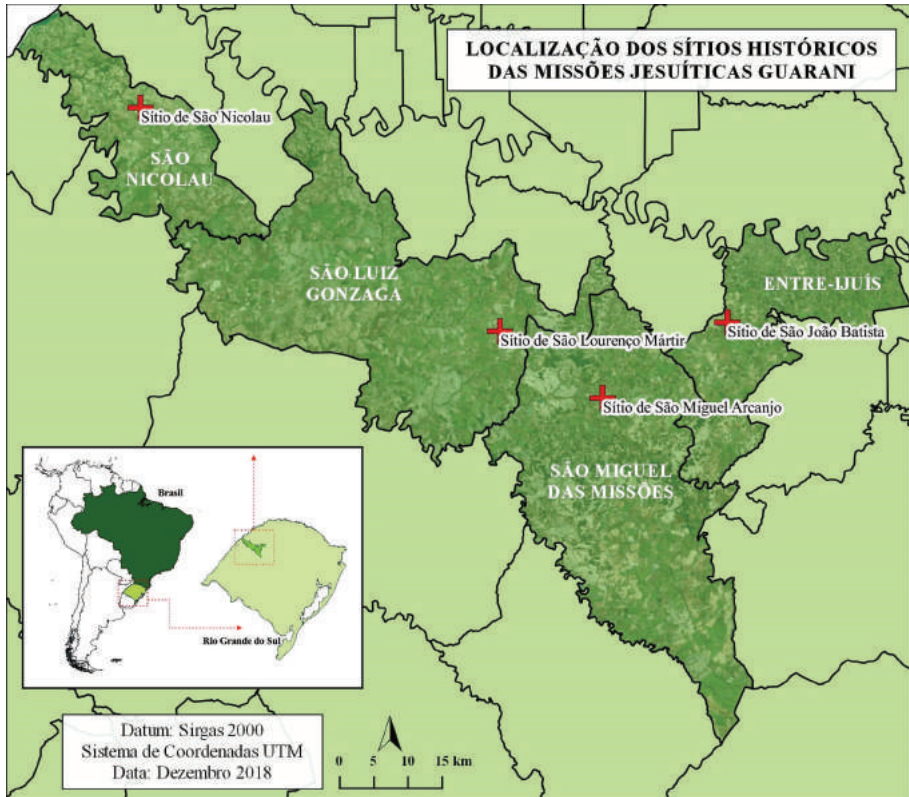 LOCALIZAÇÃO DOS SÍTIOS HISTÓRICOS
DAS MISSÕES JESUÍTICAS GUARANI
Sítio de São Nicolau
SÃO
NICOLAU
SÃO LUIZ
GONZAGA
ENTRE-IJUÍS
Sítio de São João Batista
Sítio de São Lourenço Mártir
Sítio de São Miguel Arcanjo
SÃO MIGUEL
DAS MISSÕES
Brasil
Rio Grande do Sul
Datum: Sirgas 2000
Sistema de Coordenadas UTM
Data: Dezembro 2018
0 5 10 15 km